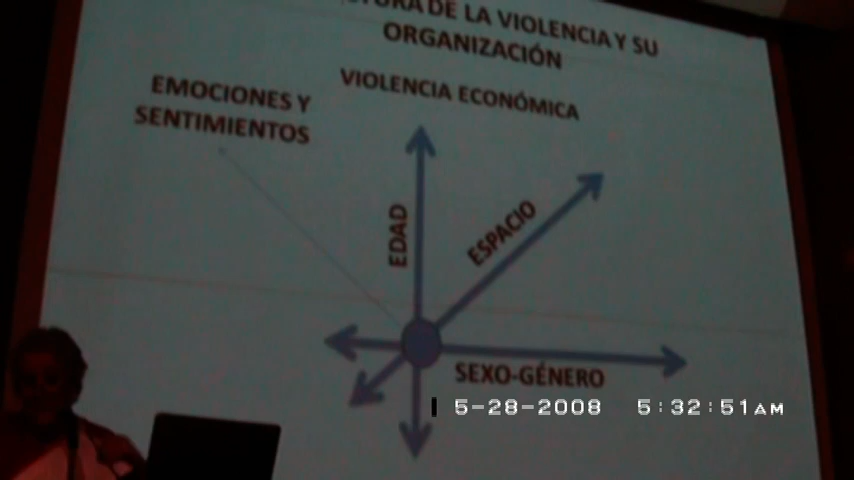 DE LA VIOLENCIA Y SU
ORGANIZACIÓN
VIOLENCIA ECONÓMICA
EMOCIONES Y
SENTIMIENTOS
EDAD
ESPACIO
SEXO-GÉNERO
5-28-2008 5:32:51AM